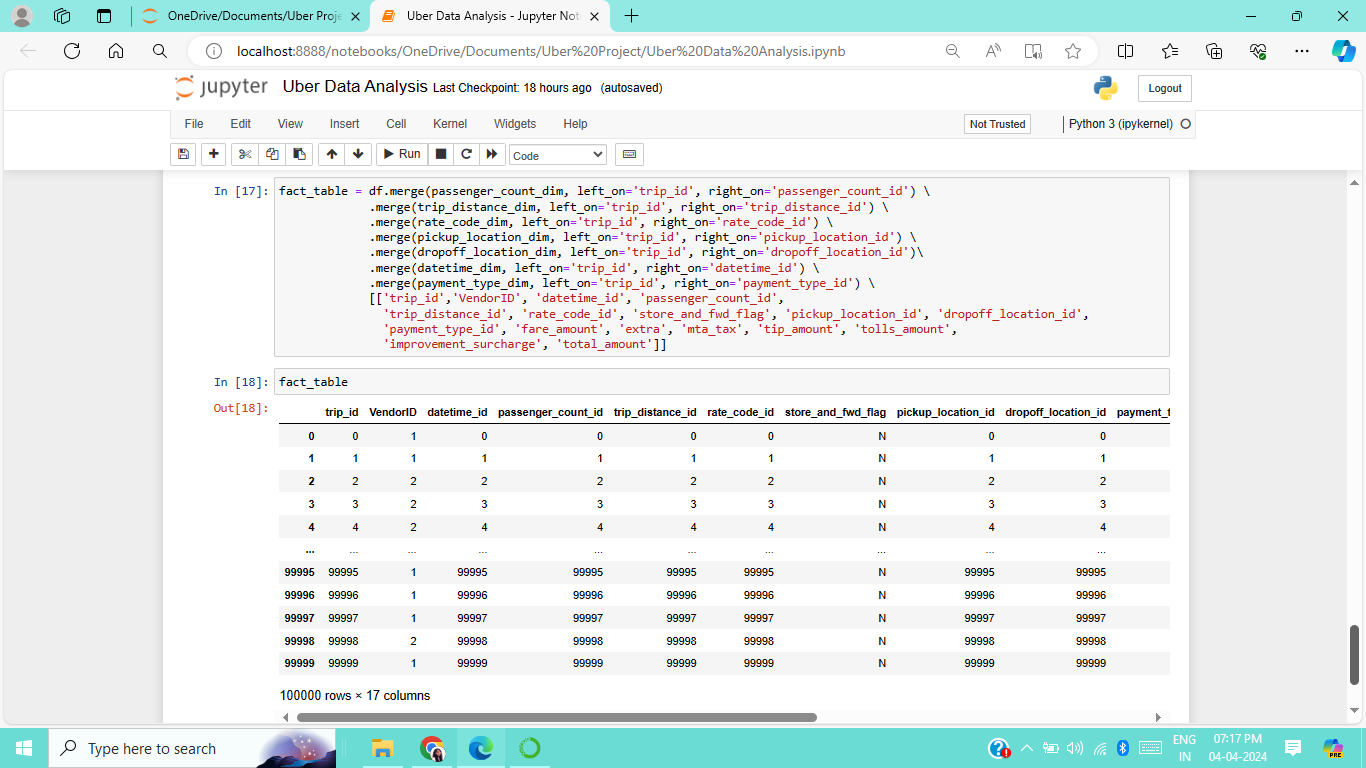 OneDrive/Documents/Uber Proje
Uber Data Analysis - Jupyter Not
localhost:8888/notebooks/OneDrive/Documents/Uber%20Project/Uber%20Data%20Analysis.ipynb
jupyter Uber Data Analysis Last Checkpoint: 18 hours ago (autosaved)
Logout
File Edit View Insert Cell Kernel Widgets Help
Not Trusted
Python 3 (ipykernel)
Run
Code
In [17]: fact_table = df.merge(passenger_count_dim, left_on='trip_id', right_on='passenger_count_id') \
.merge(trip_distance_dim, left_on='trip_id', right_on='trip_distance_id') \
.merge(rate_code_dim, left_on='trip_id', right_on='rate_code_id') \
.merge(pickup_location_dim, left_on='trip_id', right_on='pickup_location_id') \
.merge(dropoff_location_dim, left_on='trip_id', right_on='dropoff_location_id')\
.merge(datetime_dim, left_on='trip_id', right_on='datetime_id') \
.merge(payment_type_dim, left_on='trip_id', right_on='payment_type_id') \
[['trip_id','VendorID', 'datetime_id', 'passenger_count_id',
'trip_distance_id', 'rate_code_id', 'store_and_fwd_flag', 'pickup_location_id', 'dropoff_location_id',
'payment_type_id', 'fare_amount', 'extra', 'mta_tax', 'tip_amount', 'tolls_amount',
'improvement_surcharge', 'total_amount']]
In [18]: fact_table
Out[18]:
trip_id VendorID datetime_id passenger_count_id trip_distance_id rate_code_id store_and_fwd_flag pickup_location_id dropoff_location_id payment_t
0 0 1 0 0 0 0 N 0 0
1 1 1 1 1 1 1 N 1 1
2 2 2 2 2 2 2 N 2 2
3 3 2 3 3 3 3 N 3 3
4 4 2 4 4 4 4 N 4 4
... ... ... ... ... ... ... ... ... ...
99995 99995 1 99995 99995 99995 99995 N 99995 99995
99996 99996 1 99996 99996 99996 99996 N 99996 99996
99997 99997 1 99997 99997 99997 99997 N 99997 99997
99998 99998 2 99998 99998 99998 99998 N 99998 99998
99999 99999 1 99999 99999 99999 99999 N 99999 99999
100000 rows × 17 columns
Type here to search
ENG
IN
07:17 PM
04-04-2024
PRE